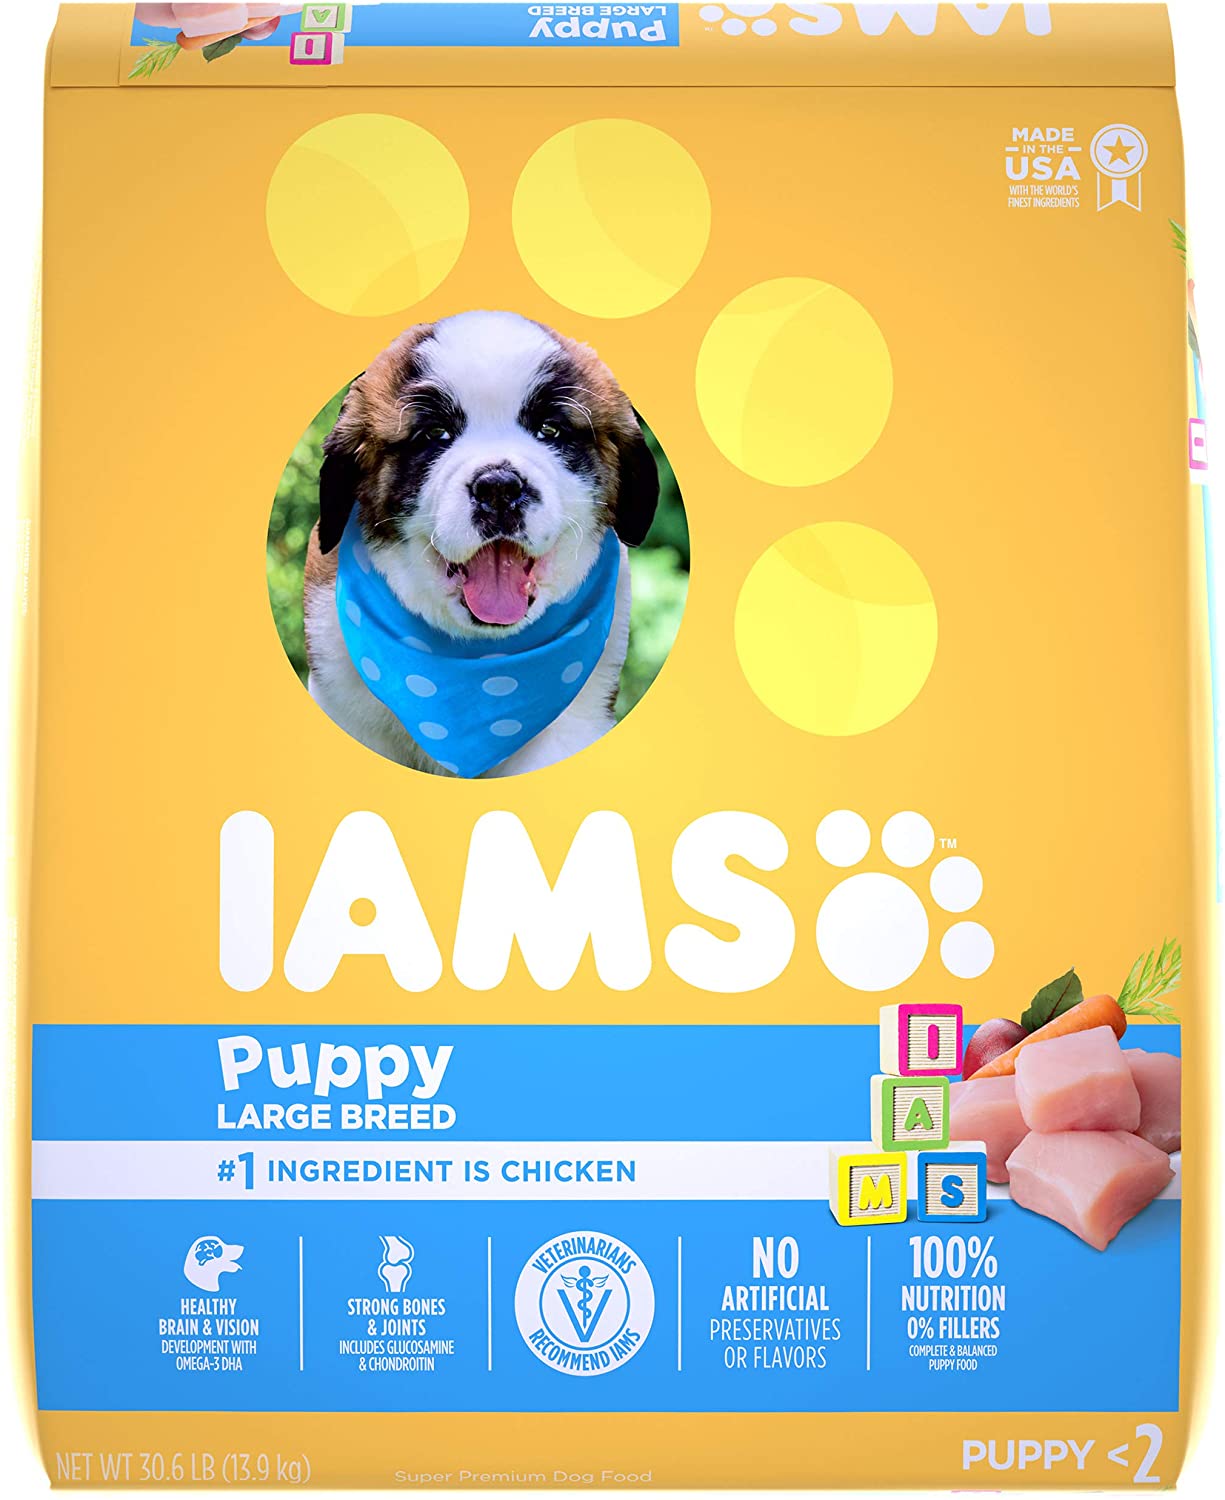 Puppy
LARGE BREED
IAMS
™
I
A
MADE
IN THE
USA
WITH THE WORLD'S
FINEST INGREDIENTS
IAMS™
Puppy
LARGE BREED
#1 INGREDIENT IS CHICKEN
I
A
M S
HEALTHY
BRAIN & VISION
DEVELOPMENT WITH
OMEGA-3 DHA
STRONG BONES
& JOINTS
INCLUDES GLUCOSAMINE
& CHONDROITIN
VETERINARIANS
V
RECOMMEND IAMS
NO
ARTIFICIAL
PRESERVATIVES
OR FLAVORS
100%
NUTRITION
0% FILLERS
COMPLETE & BALANCED
PUPPY FOOD
NET WT 30.6 LB (13.9 kg)
Super Premium Dog Food
PUPPY <2